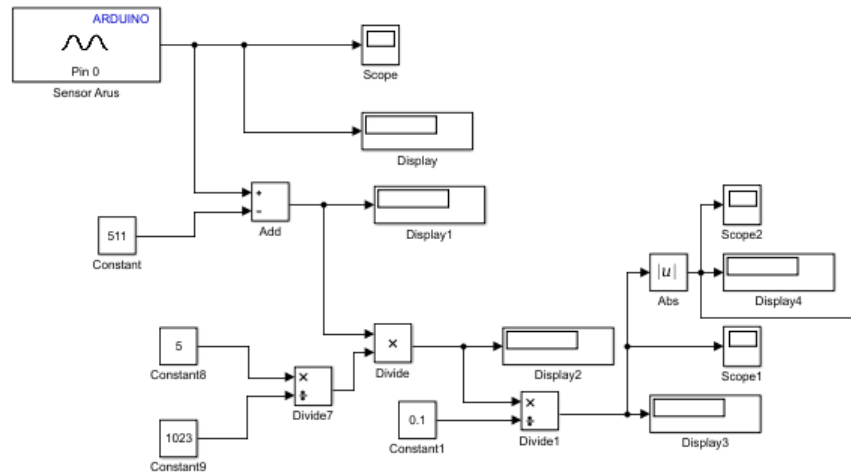 ARDUINO
Pin 0
Sensor Arus
Scope
Display
+
−
Add
Display1
511
Constant
Scope2
|u|
Abs
Display4
5
Constant8
×
÷
Divide7
×
Divide
Display2
Scope1
1023
Constant9
0.1
Constant1
×
÷
Divide1
Display3